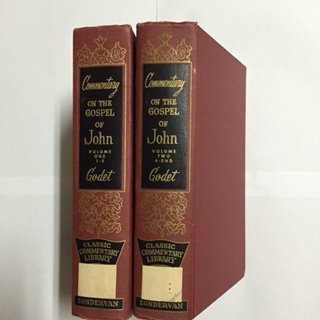 Commentary
ON THE
GOSPEL
OF
John
VOLUME
ONE
1-5
Godet
CLASSIC
COMMENTARY
LIBRARY
ZONDERVAN
Commentary
ON THE
GOSPEL
OF
John
VOLUME
TWO
6-END
Godet
CLASSIC
COMMENTARY
LIBRARY
ZONDERVAN